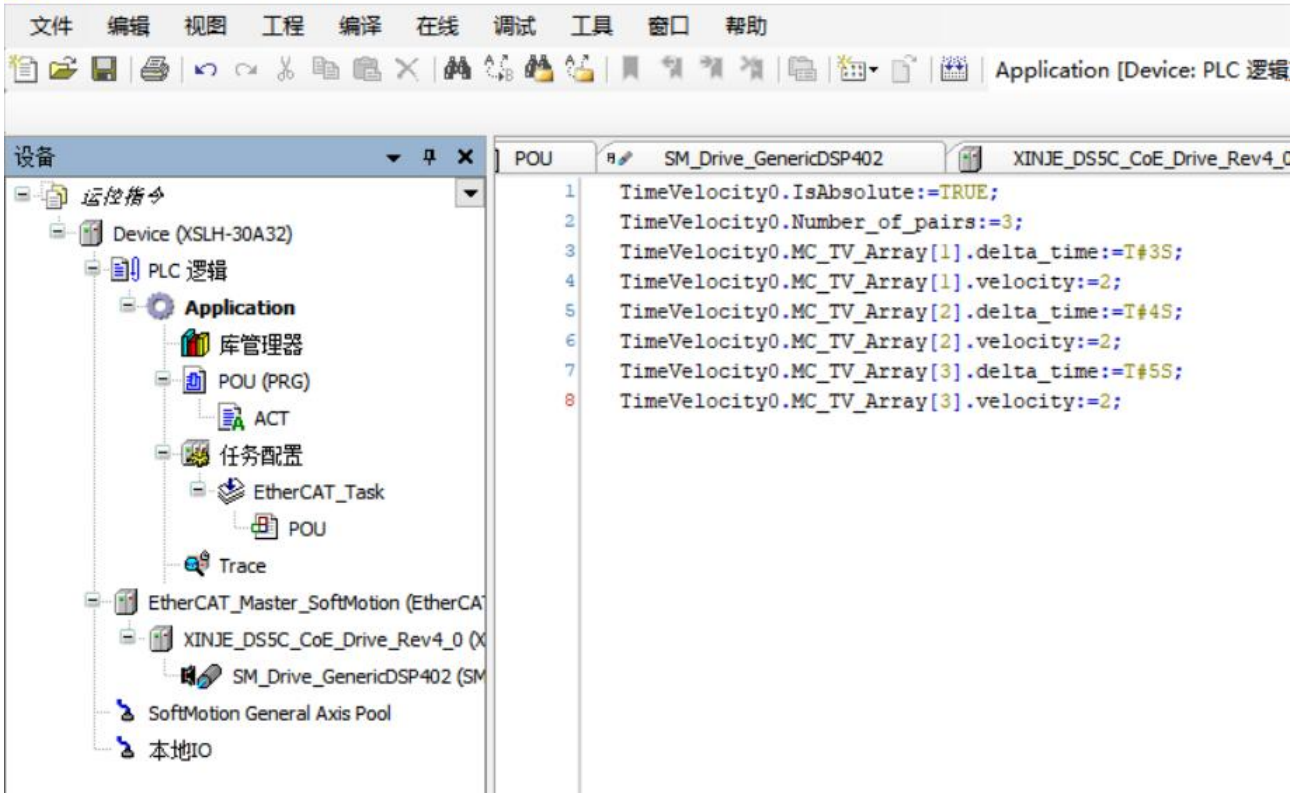 文件 编辑 视图 工程 编译 在线 调试 工具 窗口 帮助
Application [Device: PLC 逻辑
设备
POU SM_Drive_GenericDSP402 XINJE_DS5C_CoE_Drive_Rev4_0
运控指令
Device (XSLH-30A32)
PLC 逻辑
Application
库管理器
POU (PRG)
ACT
任务配置
EtherCAT_Task
POU
Trace
EtherCAT_Master_SoftMotion (EtherCAT
XINJE_DS5C_CoE_Drive_Rev4_0 (X
SM_Drive_GenericDSP402 (SM
SoftMotion General Axis Pool
本地IO
1 TimeVelocity0.IsAbsolute:=TRUE;
2 TimeVelocity0.Number_of_pairs:=3;
3 TimeVelocity0.MC_TV_Array[1].delta_time:=T#3S;
4 TimeVelocity0.MC_TV_Array[1].velocity:=2;
5 TimeVelocity0.MC_TV_Array[2].delta_time:=T#4S;
6 TimeVelocity0.MC_TV_Array[2].velocity:=2;
7 TimeVelocity0.MC_TV_Array[3].delta_time:=T#5S;
8 TimeVelocity0.MC_TV_Array[3].velocity:=2;